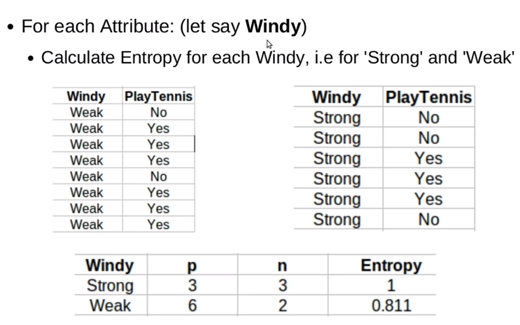 • For each Attribute: (let say Windy)
• Calculate Entropy for each Windy, i.e for 'Strong' and 'Weak'
Windy PlayTennis
Weak No
Weak Yes
Weak Yes
Weak Yes
Weak No
Weak Yes
Weak Yes
Weak Yes
Windy PlayTennis
Strong No
Strong No
Strong Yes
Strong Yes
Strong Yes
Strong No
Windy p n Entropy
Strong 3 3 1
Weak 6 2 0.811